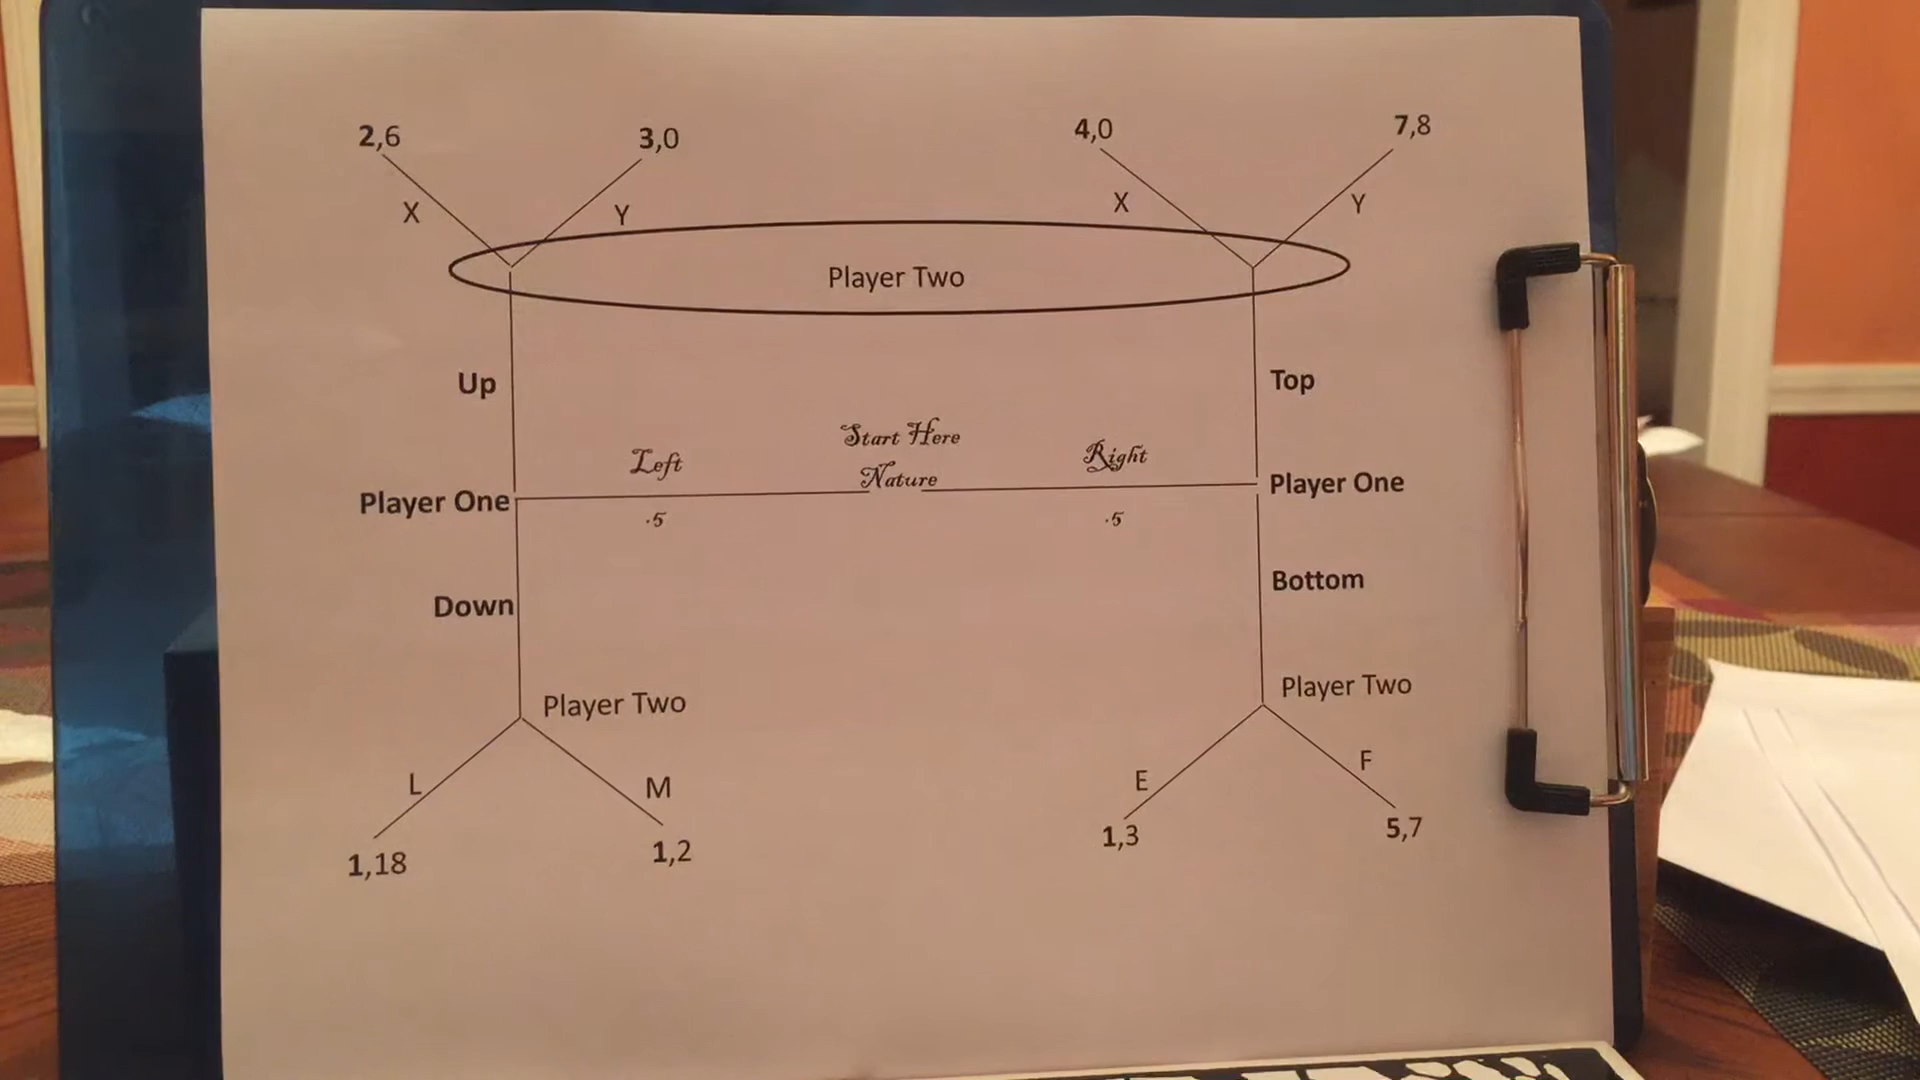 2,6
3,0
4,0
7,8
X
Y
X
Y
Player Two
Up
Top
Start Here
Left
Right
Nature
Player One
Player One
.5
.5
Down
Bottom
Player Two
Player Two
L
M
E
F
1,18
1,2
1,3
5,7